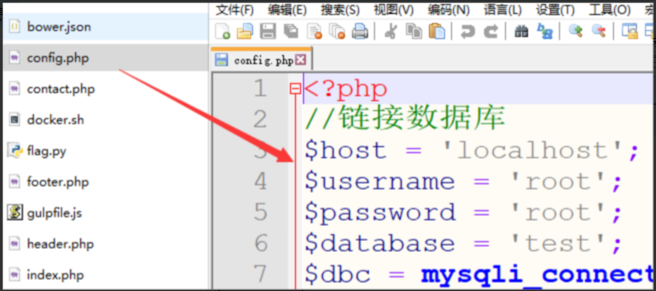 文件(F) 编辑(E) 搜索(S) 视图(V) 编码(N) 语言(L) 设置(T) 工具(O)
bower.json
config.php
contact.php
docker.sh
flag.py
footer.php
gulpfile.js
header.php
index.php
config.php
1 <?php
2 //链接数据库
3 $host = 'localhost';
4 $username = 'root';
5 $password = 'root';
6 $database = 'test';
7 $dbc = mysqli_connect